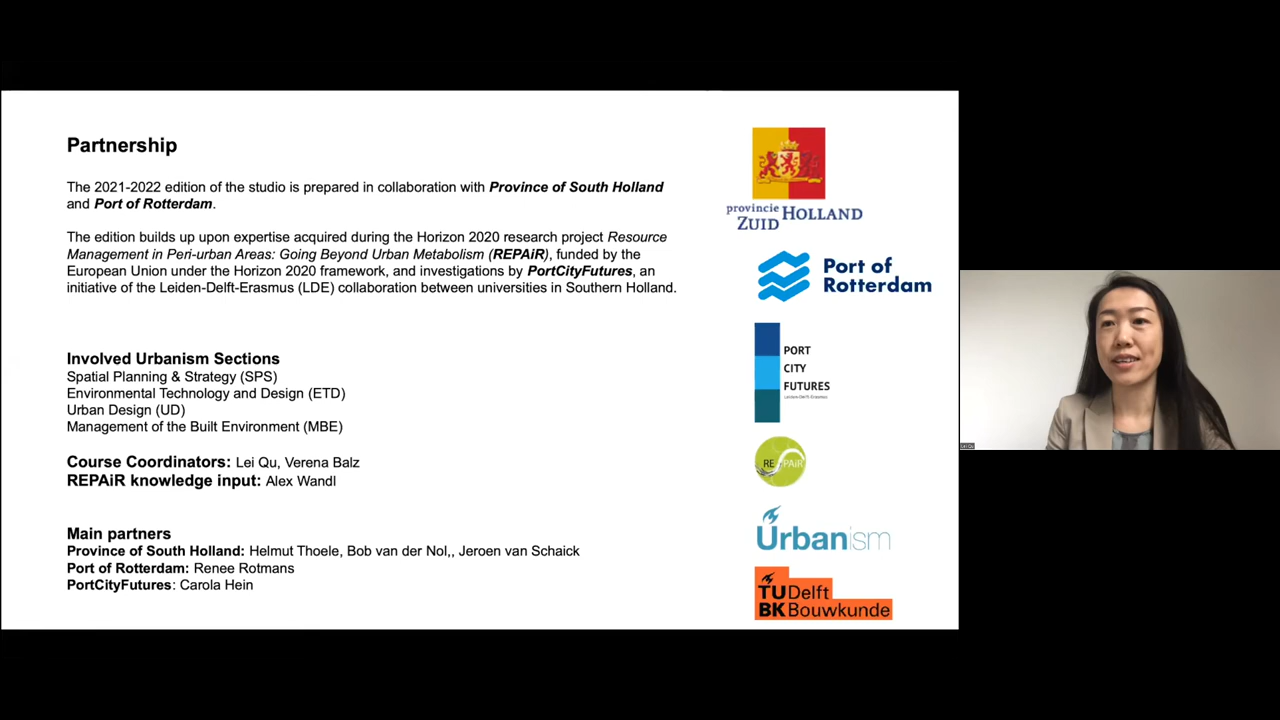 Partnership
The 2021-2022 edition of the studio is prepared in collaboration with Province of South Holland
and Port of Rotterdam.
The edition builds up upon expertise acquired during the Horizon 2020 research project Resource
Management in Peri-urban Areas: Going Beyond Urban Metabolism (REPAiR), funded by the
European Union under the Horizon 2020 framework, and investigations by PortCityFutures, an
initiative of the Leiden-Delft-Erasmus (LDE) collaboration between universities in Southern Holland.
Involved Urbanism Sections
Spatial Planning & Strategy (SPS)
Environmental Technology and Design (ETD)
Urban Design (UD)
Management of the Built Environment (MBE)
Course Coordinators: Lei Qu, Verena Balz
REPAiR knowledge input: Alex Wandl
Main partners
Province of South Holland: Helmut Thoele, Bob van der Nol,, Jeroen van Schaick
Port of Rotterdam: Renee Rotmans
PortCityFutures: Carola Hein
provincie HOLLAND
ZUID
Port of
Rotterdam
PORT
CITY
FUTURES
Leiden-Delft-Erasmus
REPAiR
Urbanism
TUDelft
BKBouwkunde